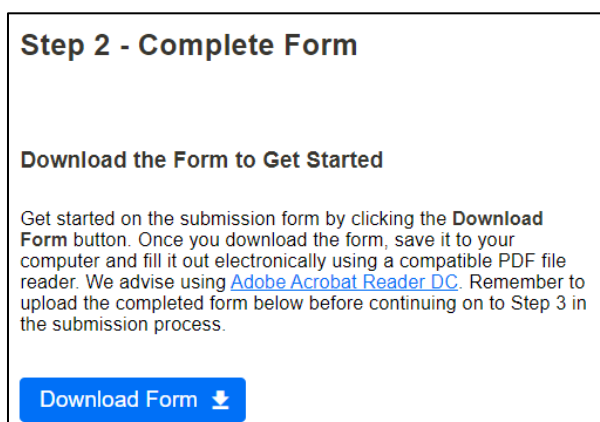 Step 2 - Complete Form
Download the Form to Get Started
Get started on the submission form by clicking the Download
Form button. Once you download the form, save it to your
computer and fill it out electronically using a compatible PDF file
reader. We advise using Adobe Acrobat Reader DC. Remember to
upload the completed form below before continuing on to Step 3 in
the submission process.
Download Form